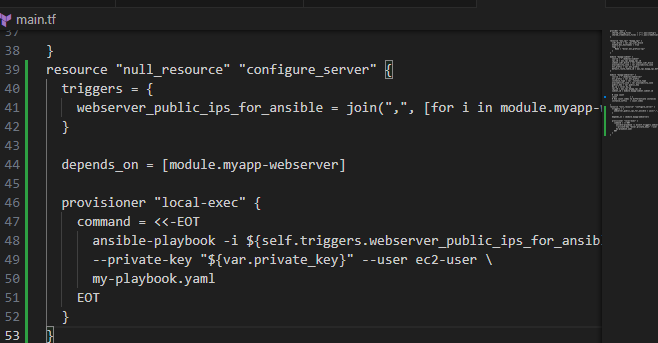 main.tf
37
38 }
39 resource "null_resource" "configure_server" {
40 triggers = {
41 webserver_public_ips_for_ansible = join(",", [for i in module.myapp-
42 }
43
44 depends_on = [module.myapp-webserver]
45
46 provisioner "local-exec" {
47 command = <<-EOT
48 ansible-playbook -i ${self.triggers.webserver_public_ips_for_ansib
49 --private-key "${var.private_key}" --user ec2-user \
50 my-playbook.yaml
51 EOT
52 }
53 }